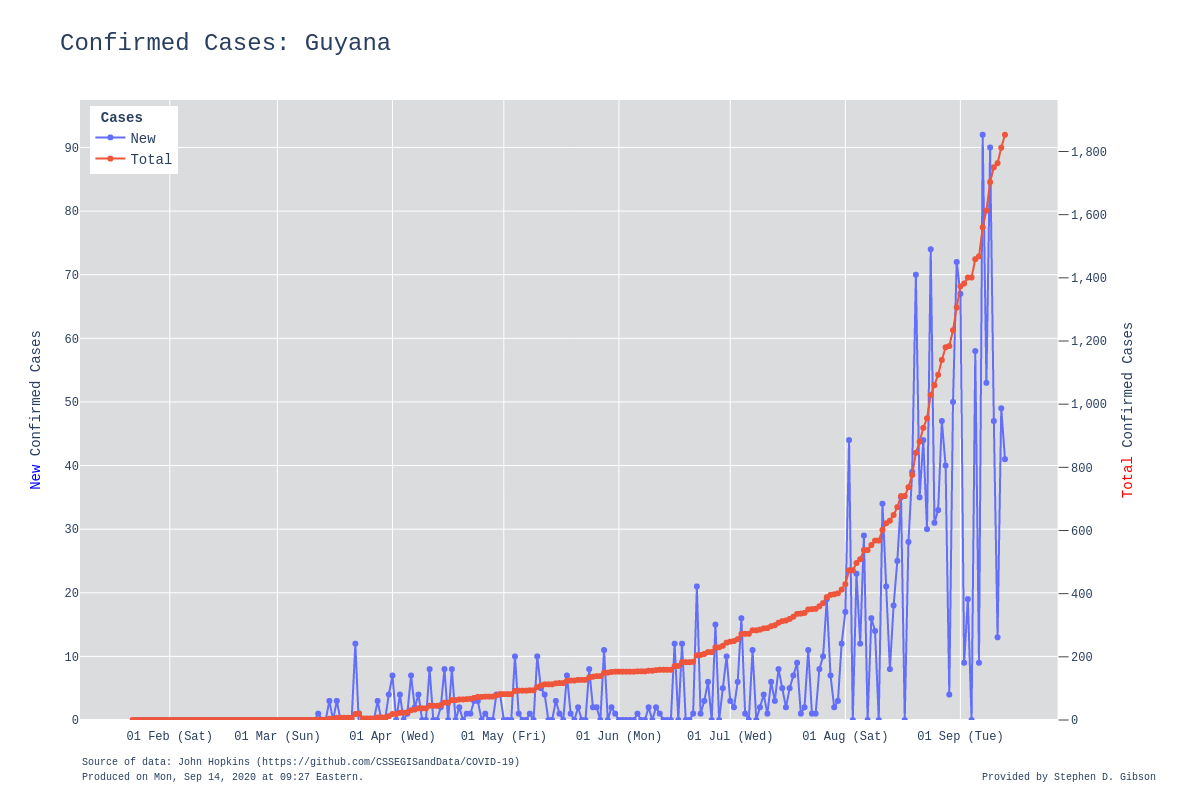 Confirmed Cases: Guyana
Cases
New
Total
90
80
70
60
50
40
30
20
10
0
1,800
1,600
1,400
1,200
1,000
800
600
400
200
0
New Confirmed Cases
Total Confirmed Cases
01 Feb (Sat)
01 Mar (Sun)
01 Apr (Wed)
01 May (Fri)
01 Jun (Mon)
01 Jul (Wed)
01 Aug (Sat)
01 Sep (Tue)
Source of data: John Hopkins (https://github.com/CSSEGISandData/COVID-19)
Produced on Mon, Sep 14, 2020 at 09:27 Eastern.
Provided by Stephen D. Gibson